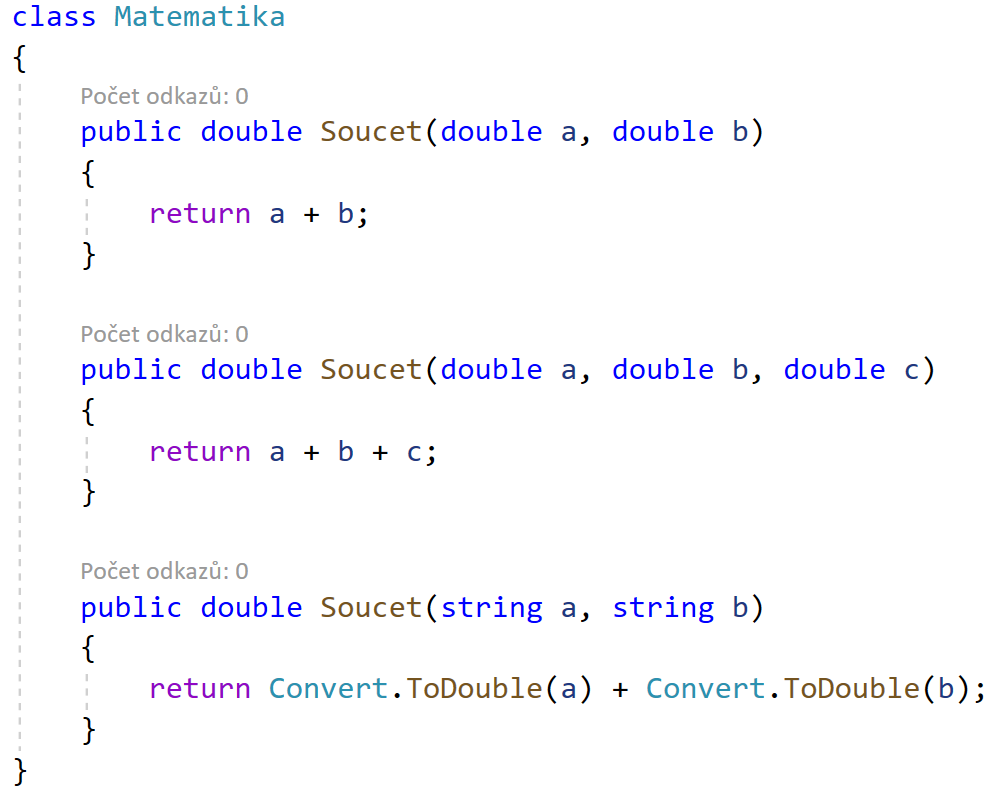 class Matematika
{
Počet odkazů: 0
public double Soucet(double a, double b)
{
return a + b;
}
Počet odkazů: 0
public double Soucet(double a, double b, double c)
{
return a + b + c;
}
Počet odkazů: 0
public double Soucet(string a, string b)
{
return Convert.ToDouble(a) + Convert.ToDouble(b);
}
}